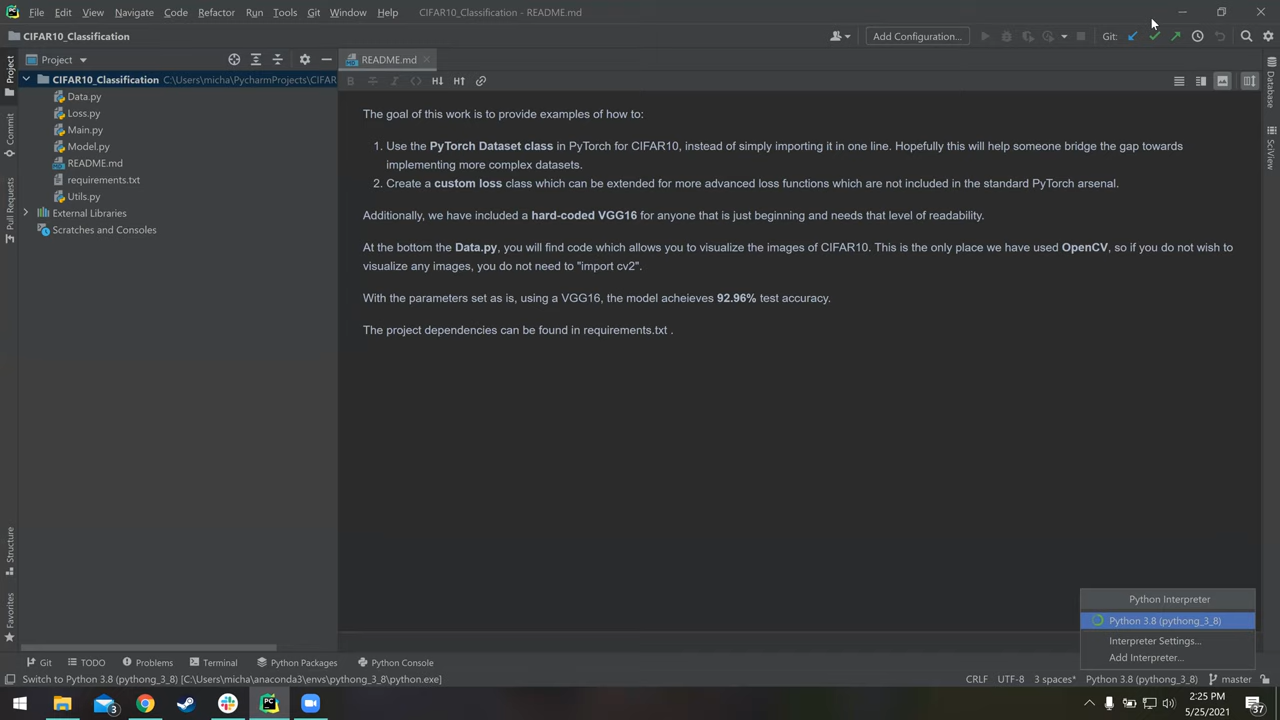 File Edit View Navigate Code Refactor Run Tools Git Window Help CIFAR10_Classification - README.md
CIFAR10_Classification Add Configuration... Git:
Project
README.md
CIFAR10_Classification C:\Users\micha\PycharmProjects\CIFAR
Data.py
Loss.py
Main.py
Model.py
README.md
requirements.txt
Utils.py
External Libraries
Scratches and Consoles
Project
Commit
Pull Requests
Structure
Favorites
The goal of this work is to provide examples of how to:
1. Use the PyTorch Dataset class in PyTorch for CIFAR10, instead of simply importing it in one line. Hopefully this will help someone bridge the gap towards
implementing more complex datasets.
2. Create a custom loss class which can be extended for more advanced loss functions which are not included in the standard PyTorch arsenal.
Additionally, we have included a hard-coded VGG16 for anyone that is just beginning and needs that level of readability.
At the bottom the Data.py, you will find code which allows you to visualize the images of CIFAR10. This is the only place we have used OpenCV, so if you do not wish to
visualize any images, you do not need to "import cv2".
With the parameters set as is, using a VGG16, the model acheieves 92.96% test accuracy.
The project dependencies can be found in requirements.txt .
Database
SciView
Python Interpreter
Python 3.8 (pythong_3_8)
Interpreter Settings...
Add Interpreter...
Git TODO Problems Terminal Python Packages Python Console
Switch to Python 3.8 (pythong_3_8) [C:\Users\micha\anaconda3\envs\pythong_3_8\python.exe] CRLF UTF-8 3 spaces* Python 3.8 (pythong_3_8) master
3
2:25 PM
5/25/2021
37